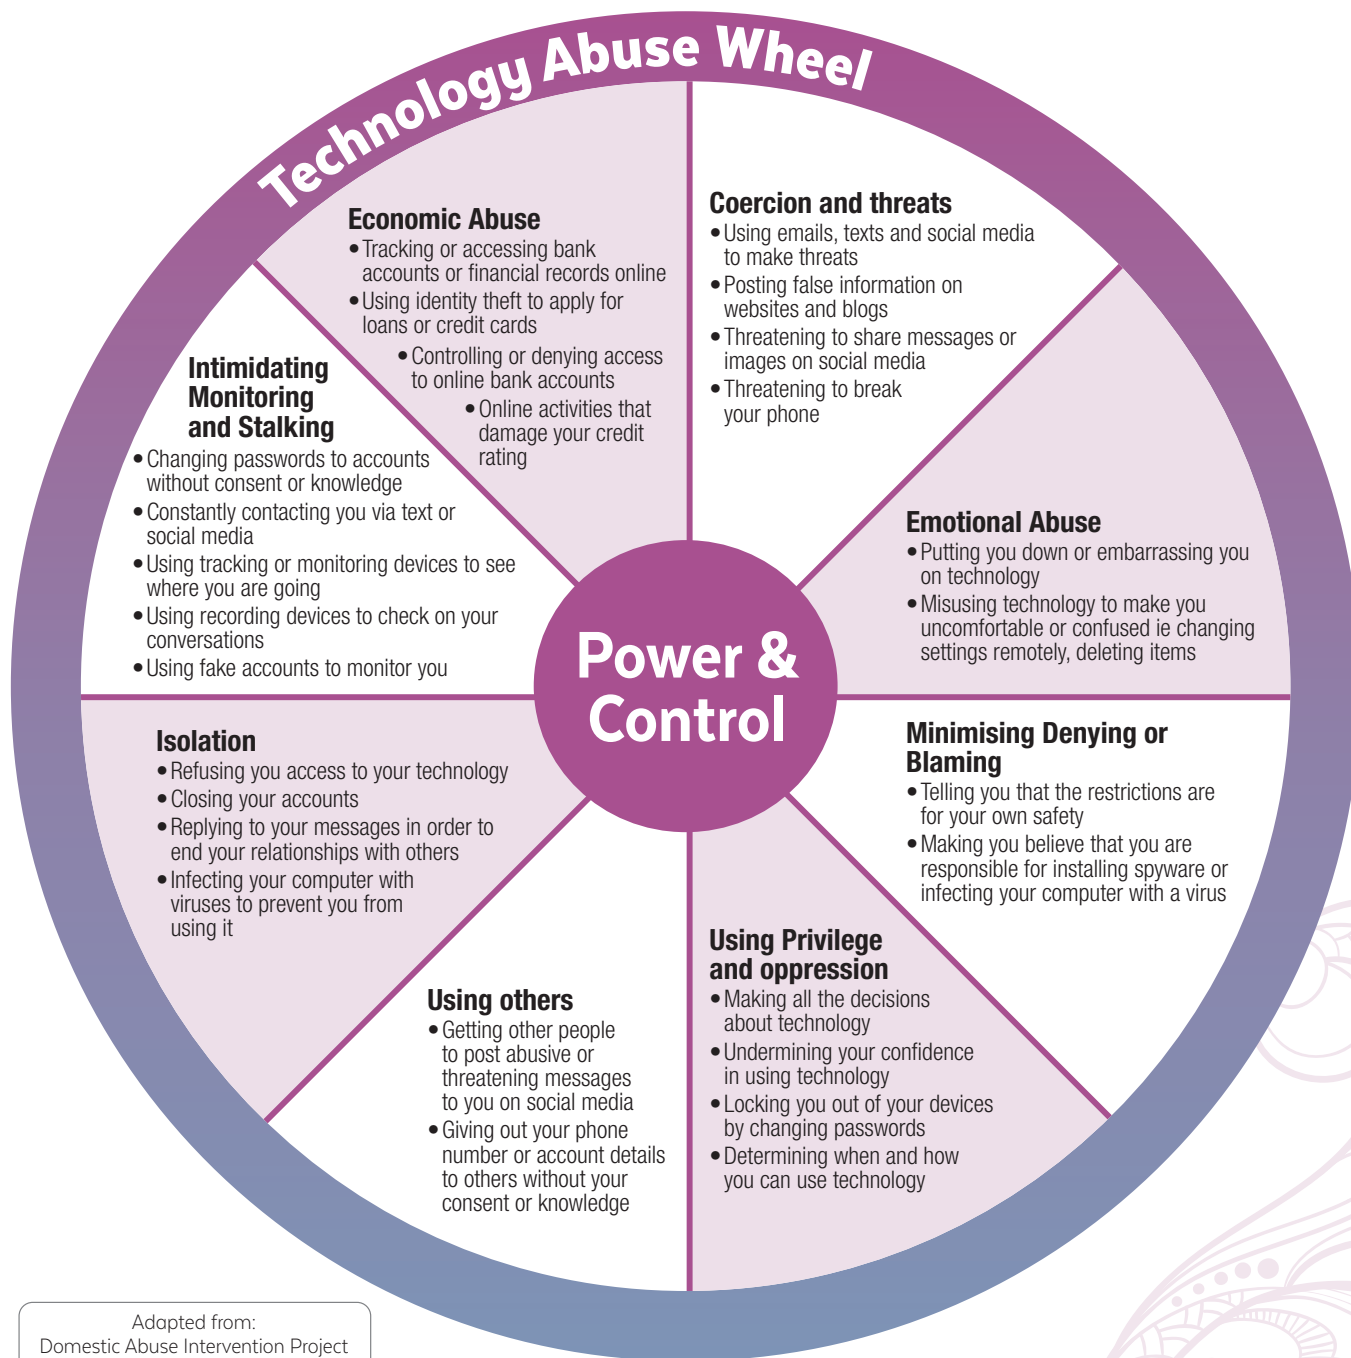 Technology Abuse Wheel
Economic Abuse
• Tracking or accessing bank
accounts or financial records online
• Using identity theft to apply for
loans or credit cards
• Controlling or denying access
to online bank accounts
• Online activities that
damage your credit
rating
Coercion and threats
• Using emails, texts and social media
to make threats
• Posting false information on
websites and blogs
• Threatening to share messages or
images on social media
• Threatening to break
your phone
Intimidating
Monitoring
and Stalking
• Changing passwords to accounts
without consent or knowledge
• Constantly contacting you via text or
social media
• Using tracking or monitoring devices to see
where you are going
• Using recording devices to check on your
conversations
• Using fake accounts to monitor you
Emotional Abuse
• Putting you down or embarrassing you
on technology
• Misusing technology to make you
uncomfortable or confused ie changing
settings remotely, deleting items
Power &
Control
Isolation
• Refusing you access to your technology
• Closing your accounts
• Replying to your messages in order to
end your relationships with others
• Infecting your computer with
viruses to prevent you from
using it
Minimising Denying or
Blaming
• Telling you that the restrictions are
for your own safety
• Making you believe that you are
responsible for installing spyware or
infecting your computer with a virus
Using others
• Getting other people
to post abusive or
threatening messages
to you on social media
• Giving out your phone
number or account details
to others without your
consent or knowledge
Using Privilege
and oppression
• Making all the decisions
about technology
• Undermining your confidence
in using technology
• Locking you out of your devices
by changing passwords
• Determining when and how
you can use technology
Adapted from:
Domestic Abuse Intervention Project